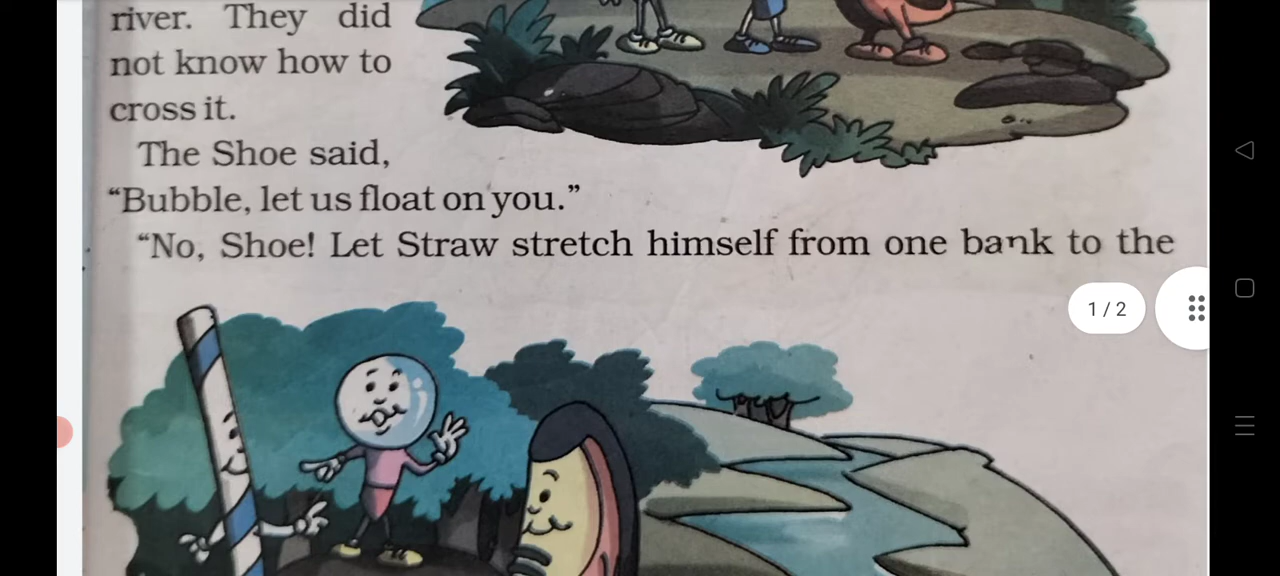 river. They did
not know how to
cross it.
The Shoe said,
“Bubble, let us float on you.”
“No, Shoe! Let Straw stretch himself from one bank to the
1 / 2